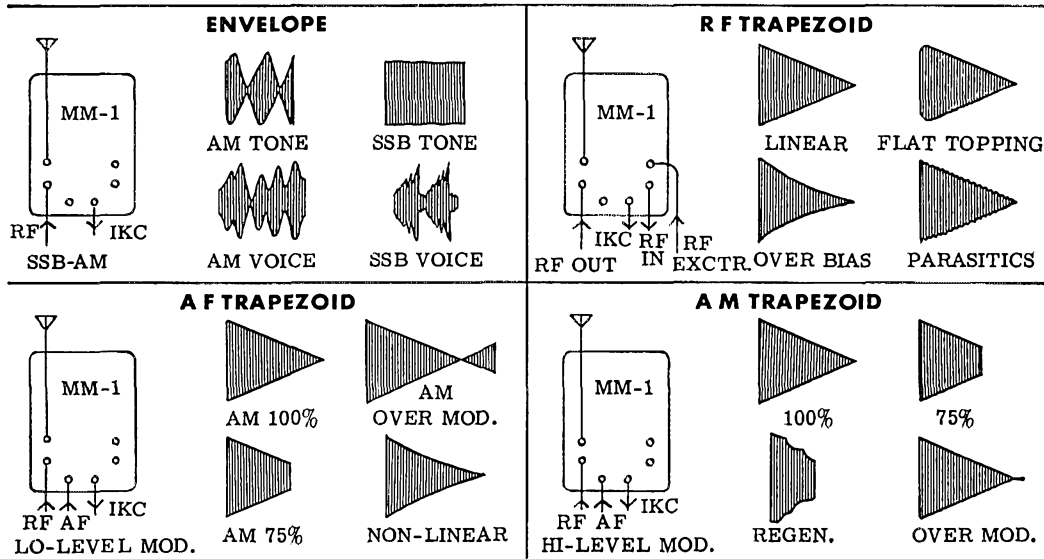 ENVELOPE
MM-1
AM TONE
SSB TONE
RF
IKC
SSB-AM
AM VOICE
SSB VOICE
RF TRAPEZOID
MM-1
LINEAR
FLAT TOPPING
IKC
RF OUT
RF
IN
RF
EXCTR.
OVER BIAS
PARASITICS
AF TRAPEZOID
MM-1
AM 100%
AM
OVER MOD.
RF AF
IKC
LO-LEVEL MOD.
AM 75%
NON-LINEAR
AM TRAPEZOID
MM-1
100%
75%
RF AF
IKC
HI-LEVEL MOD.
REGEN.
OVER MOD.